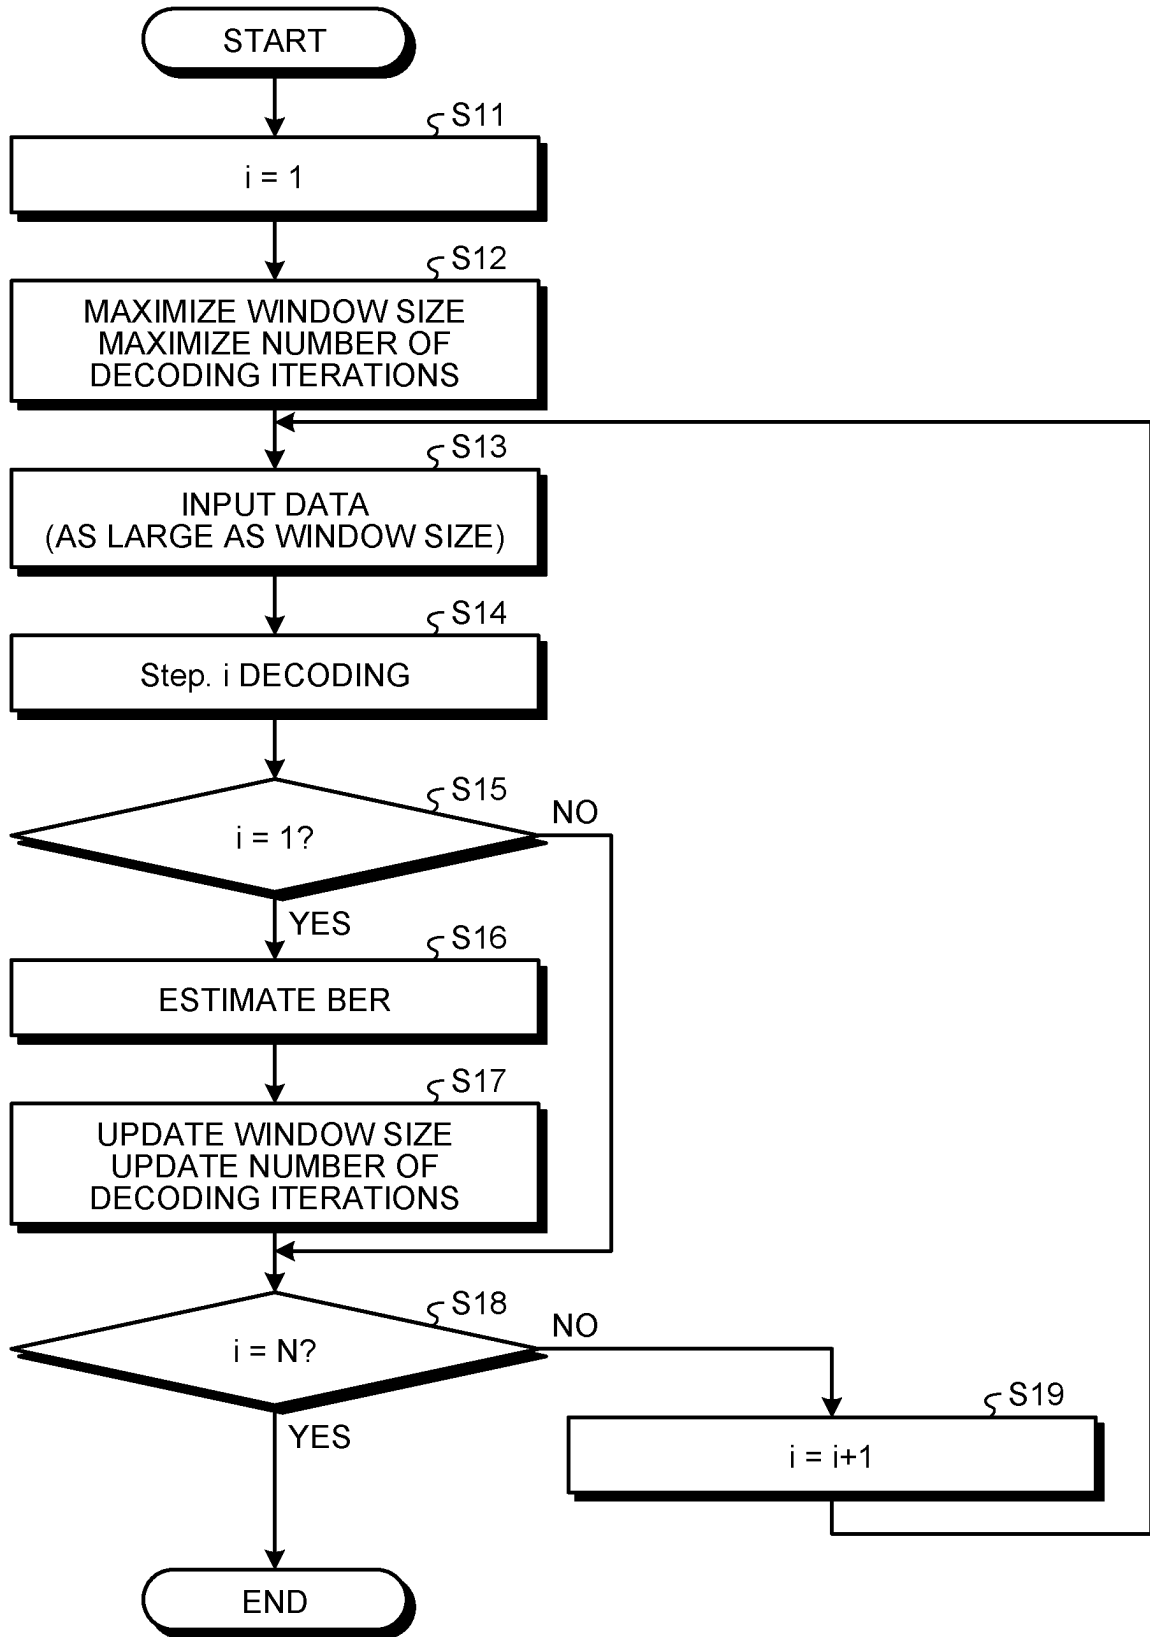 START
S11
i = 1
S12
MAXIMIZE WINDOW SIZE
MAXIMIZE NUMBER OF
DECODING ITERATIONS
S13
INPUT DATA
(AS LARGE AS WINDOW SIZE)
S14
Step. i DECODING
S15
i = 1?
NO
YES
S16
ESTIMATE BER
S17
UPDATE WINDOW SIZE
UPDATE NUMBER OF
DECODING ITERATIONS
S18
i = N?
NO
YES
S19
i = i+1
END